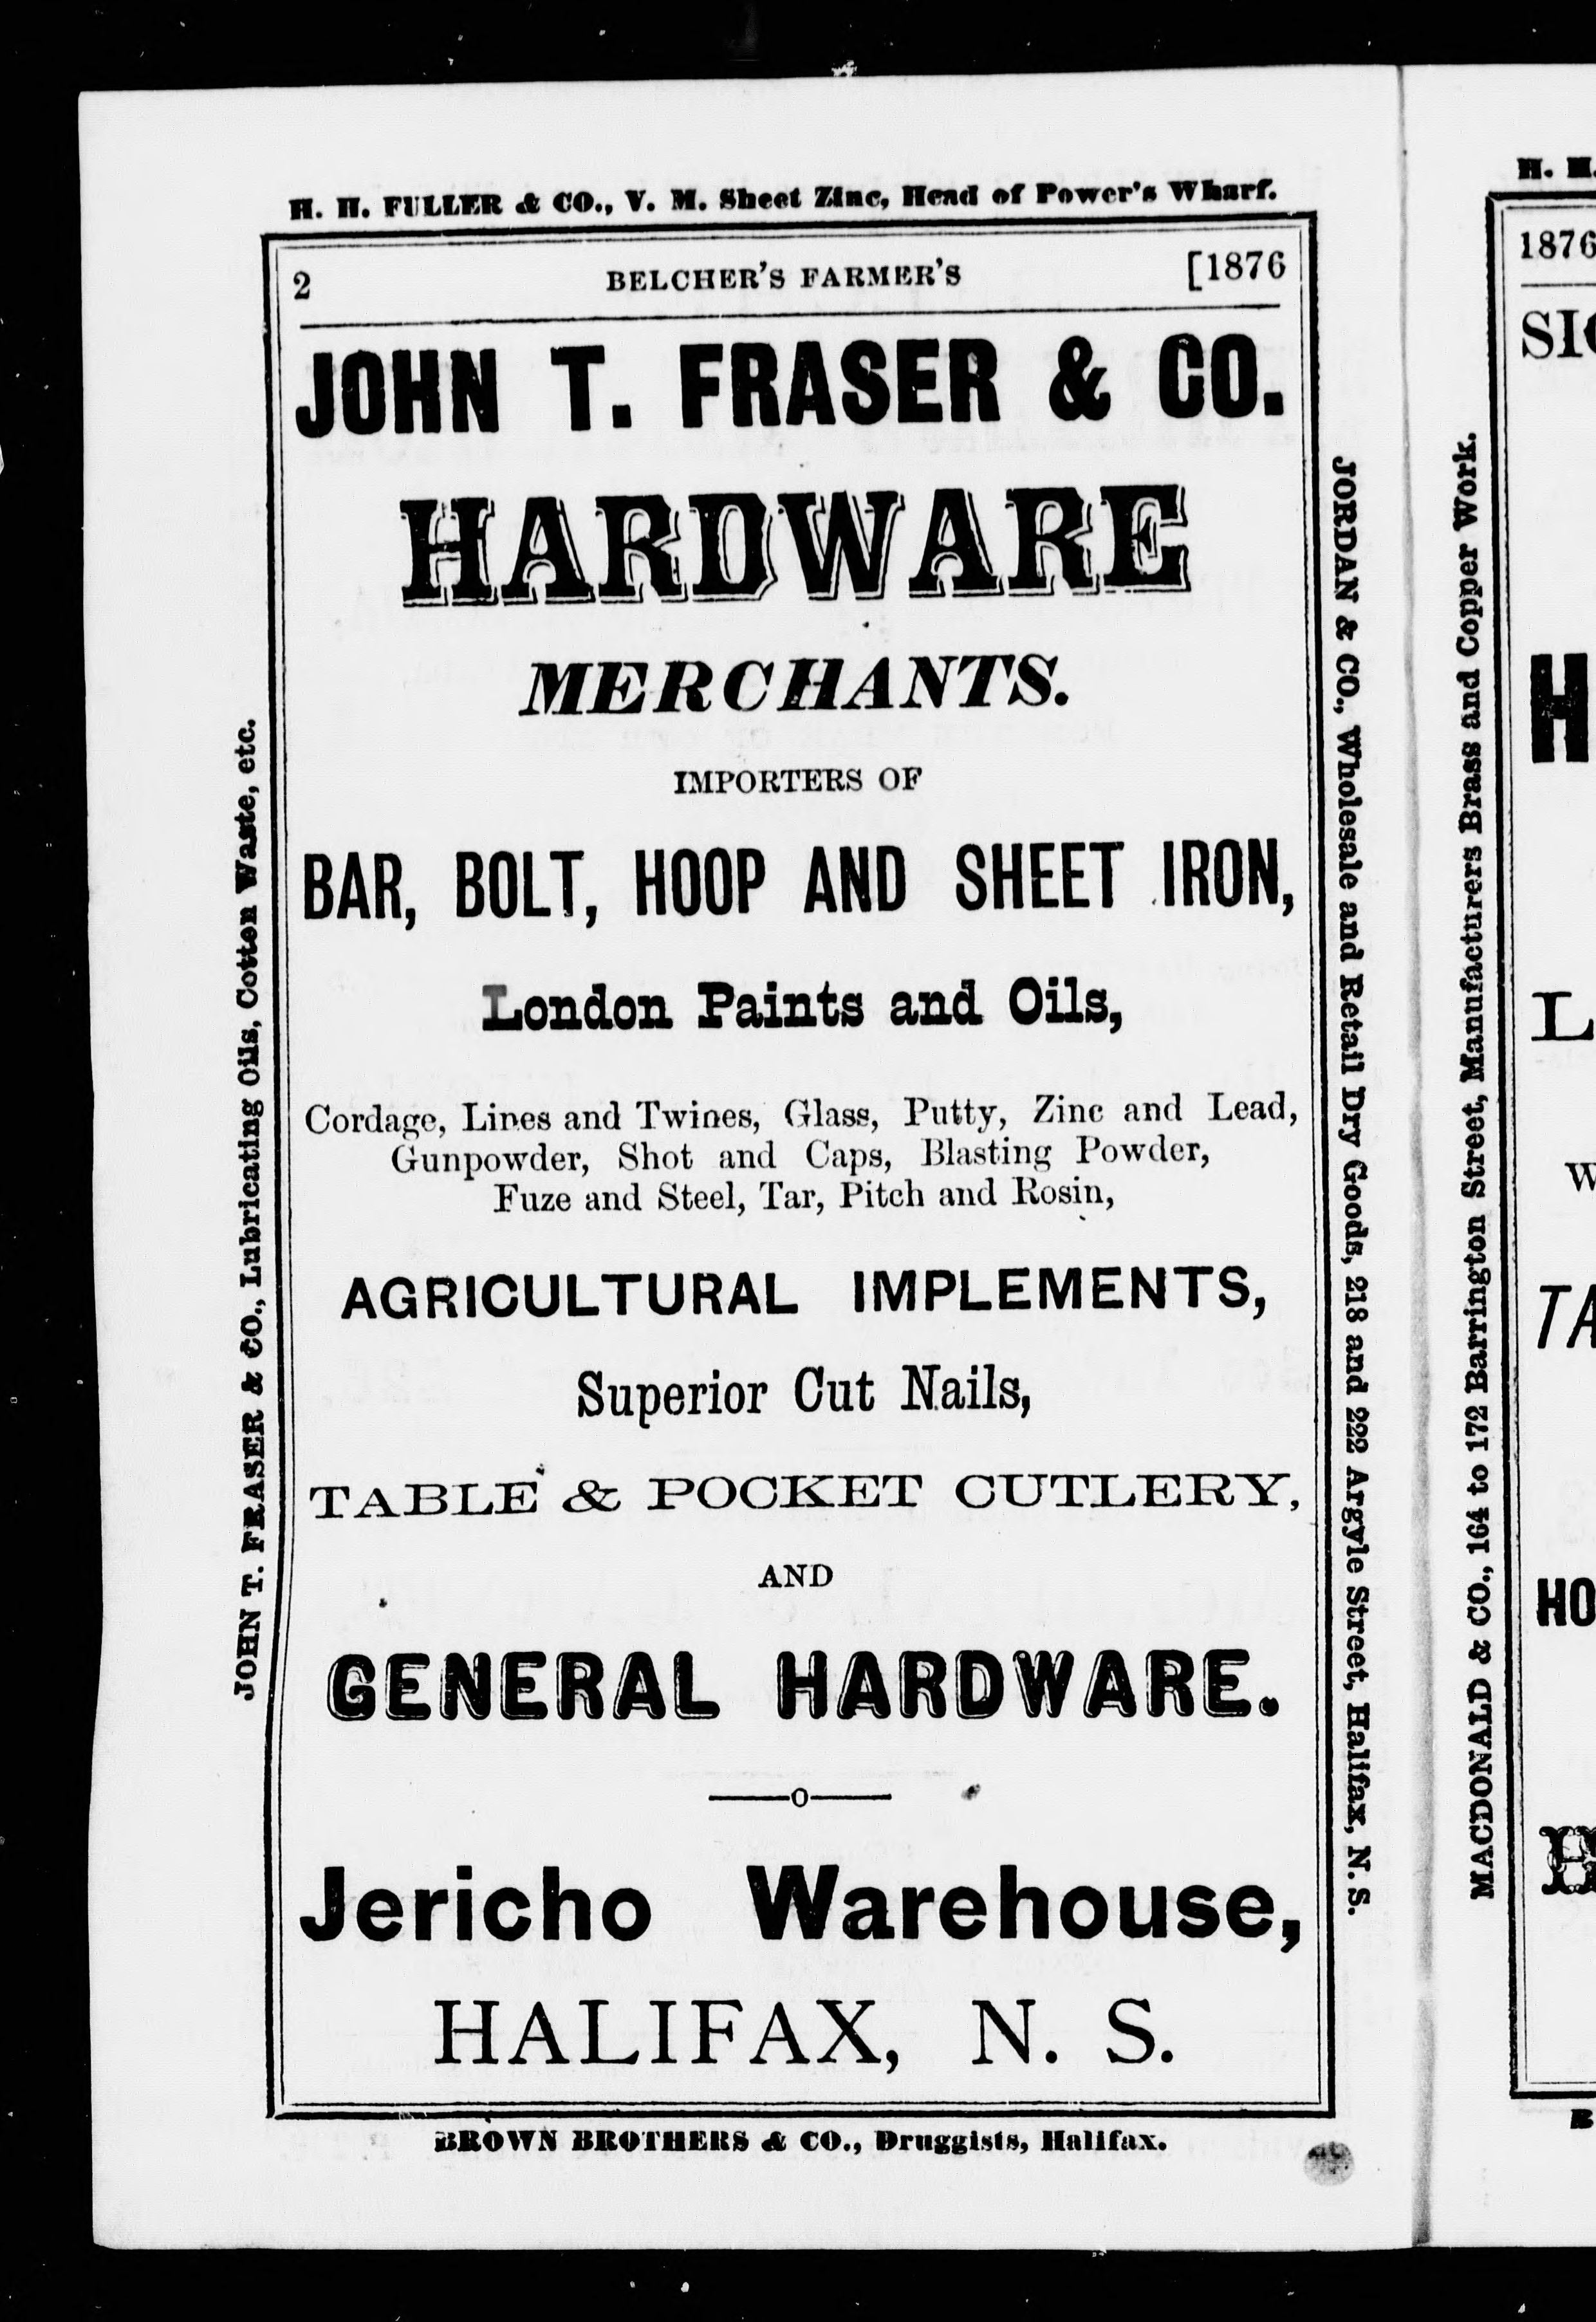 H. H. FULLER & CO., V. M. Sheet Zinc, Head of Power's Wharf.
2 BELCHER'S FARMER'S [1876
JOHN T. FRASER & CO.
HARDWARE
MERCHANTS.
IMPORTERS OF
BAR, BOLT, HOOP AND SHEET IRON,
London Paints and Oils,
Cordage, Lines and Twines, Glass, Putty, Zinc and Lead,
Gunpowder, Shot and Caps, Blasting Powder,
Fuze and Steel, Tar, Pitch and Rosin,
AGRICULTURAL IMPLEMENTS,
Superior Cut Nails,
TABLE & POCKET CUTLERY,
AND
GENERAL HARDWARE.
o
Jericho Warehouse,
HALIFAX, N. S.
BROWN BROTHERS & CO., Druggists, Halifax.
JOHN T. FRASER & CO., Lubricating Oils, Cotton Waste, etc.
JORDAN & CO., Wholesale and Retail Dry Goods, 218 and 222 Argyle Street, Halifax, N. S.
MACDONALD & CO., 164 to 172 Barrington Street, Manufacturers Brass and Copper Work.
H.
1876